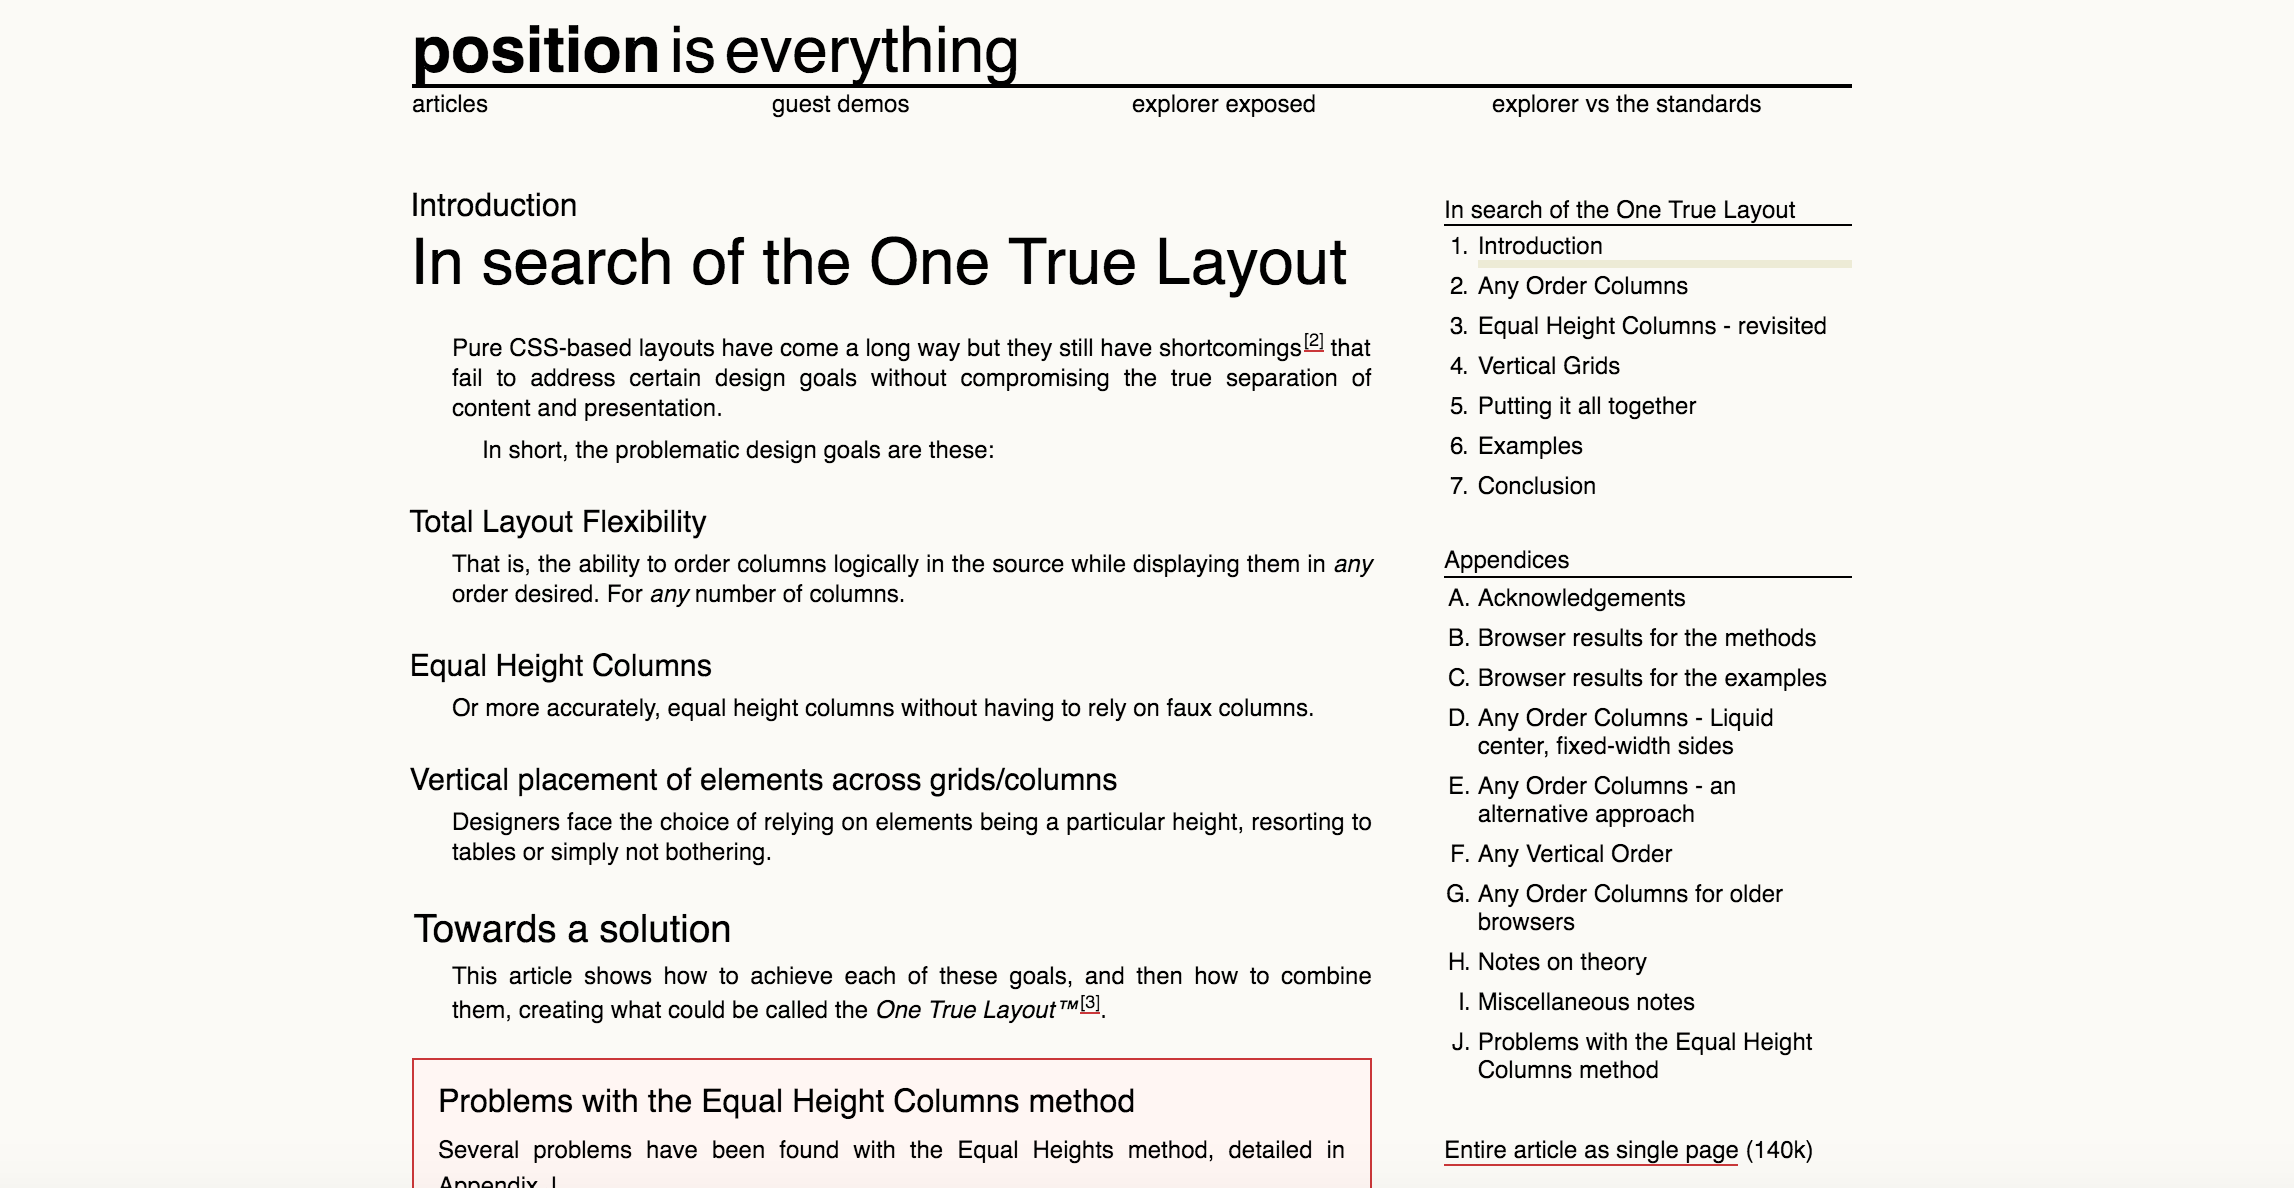 position is everything
articles guest demos explorer exposed explorer vs the standards
Introduction
In search of the One True Layout
Pure CSS-based layouts have come a long way but they still have shortcomings[2] that
fail to address certain design goals without compromising the true separation of
content and presentation.
In short, the problematic design goals are these:
Total Layout Flexibility
That is, the ability to order columns logically in the source while displaying them in any
order desired. For any number of columns.
Equal Height Columns
Or more accurately, equal height columns without having to rely on faux columns.
Vertical placement of elements across grids/columns
Designers face the choice of relying on elements being a particular height, resorting to
tables or simply not bothering.
Towards a solution
This article shows how to achieve each of these goals, and then how to combine
them, creating what could be called the One True Layout™[3].
Problems with the Equal Height Columns method
Several problems have been found with the Equal Heights method, detailed in
Appendix J
In search of the One True Layout
1. Introduction
2. Any Order Columns
3. Equal Height Columns - revisited
4. Vertical Grids
5. Putting it all together
6. Examples
7. Conclusion
Appendices
A. Acknowledgements
B. Browser results for the methods
C. Browser results for the examples
D. Any Order Columns - Liquid
center, fixed-width sides
E. Any Order Columns - an
alternative approach
F. Any Vertical Order
G. Any Order Columns for older
browsers
H. Notes on theory
I. Miscellaneous notes
J. Problems with the Equal Height
Columns method
Entire article as single page (140k)